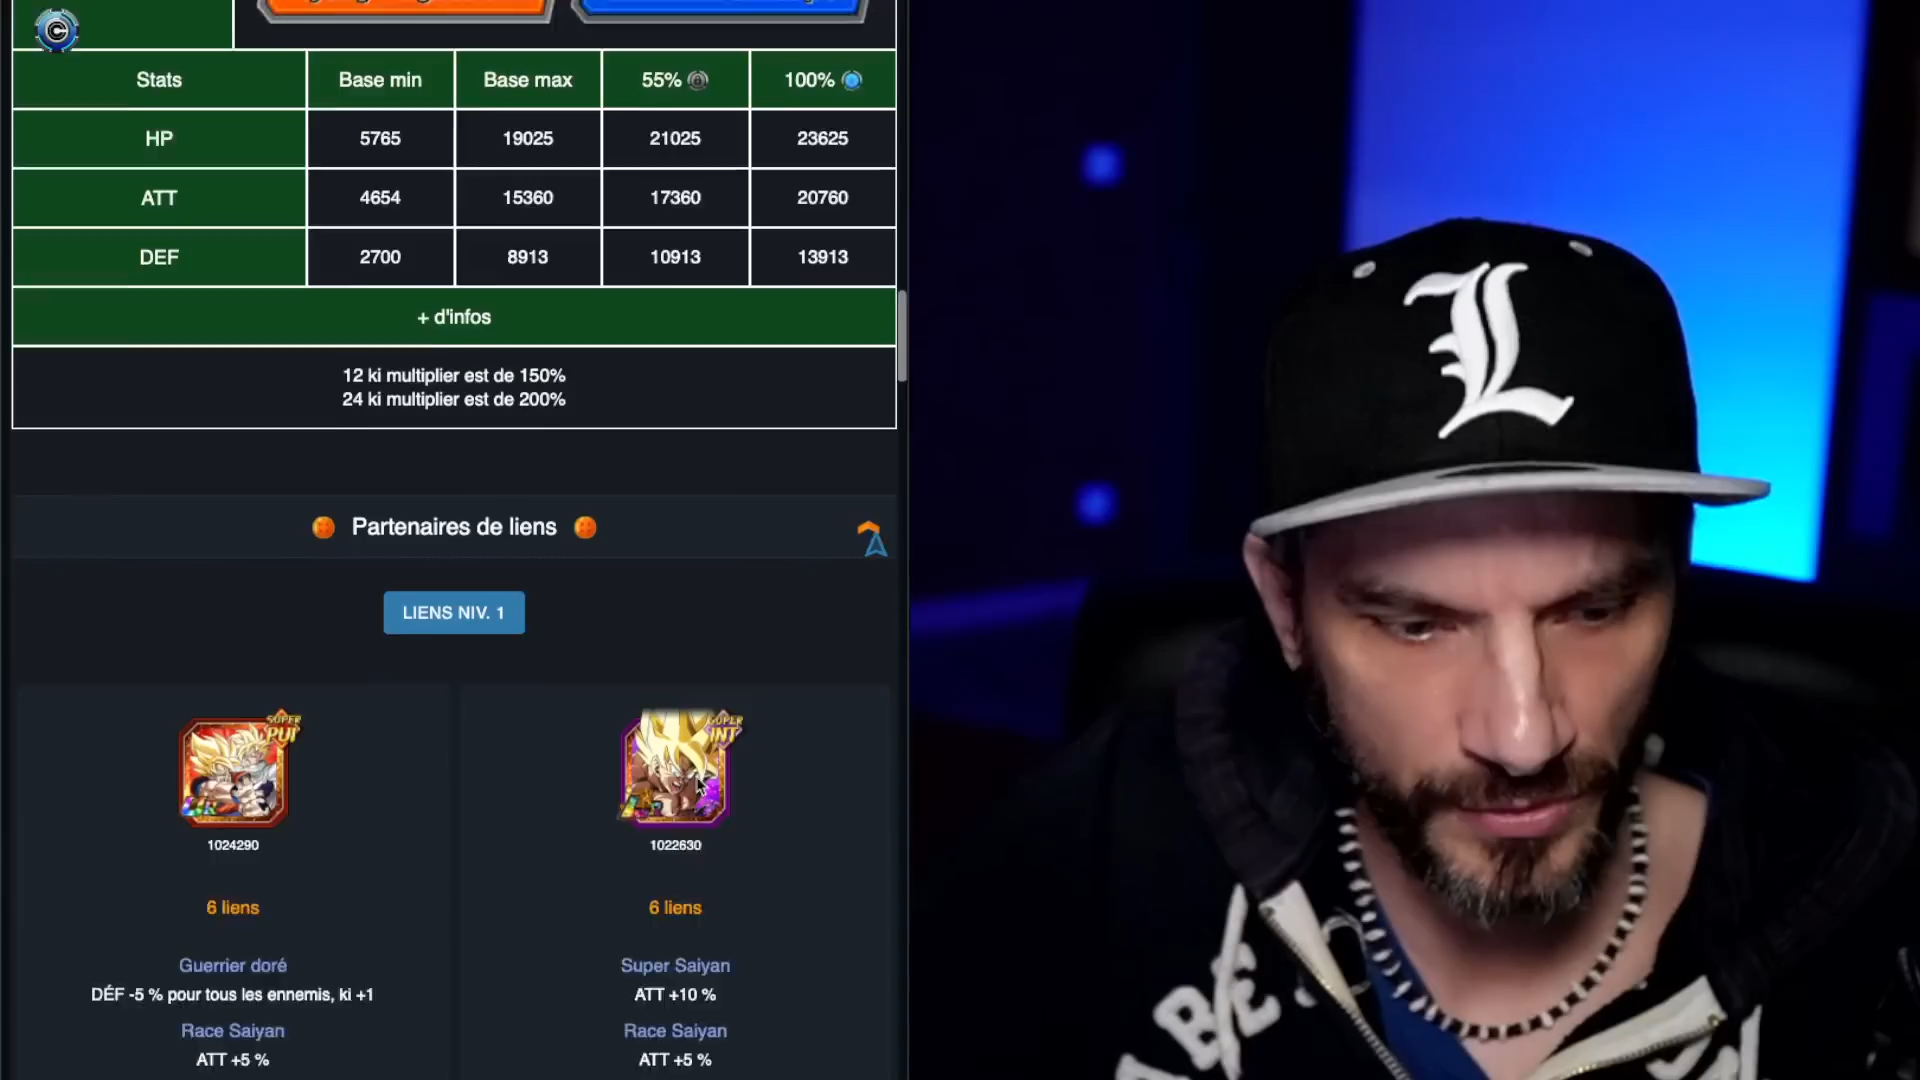 Stats Base min Base max 55% 100%
HP 5765 19025 21025 23625
ATT 4654 15360 17360 20760
DEF 2700 8913 10913 13913
+ d'infos
12 ki multiplier est de 150%
24 ki multiplier est de 200%
Partenaires de liens
LIENS NIV. 1
SUPER PUI
SUPER INT
LR
1024290 1022630
6 liens 6 liens
Guerrier doré Super Saiyan
DÉF -5 % pour tous les ennemis, ki +1 ATT +10 %
Race Saiyan Race Saiyan
ATT +5 % ATT +5 %
L